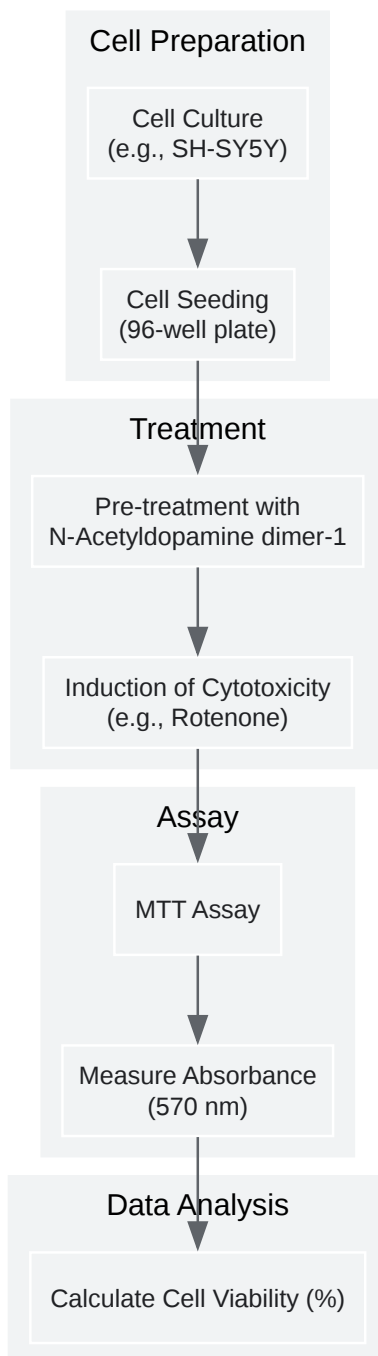 Cell Preparation
Cell Culture
(e.g., SH-SY5Y)
Cell Seeding
(96-well plate)
Treatment
Pre-treatment with
N-Acetyldopamine dimer-1
Induction of Cytotoxicity
(e.g., Rotenone)
Assay
MTT Assay
Measure Absorbance
(570 nm)
Data Analysis
Calculate Cell Viability (%)